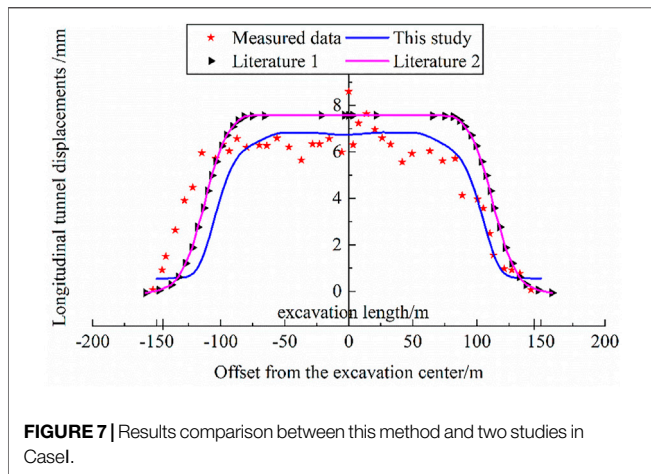 Measured data
This study
Literature 1
Literature 2
Longitudinal tunnel displacements /mm
8
6
4
2
0
excavation length/m
-200 -150 -100 -50 0 50 100 150 200
Offset from the excavation center/m
FIGURE 7 | Results comparison between this method and two studies in
CaseI.